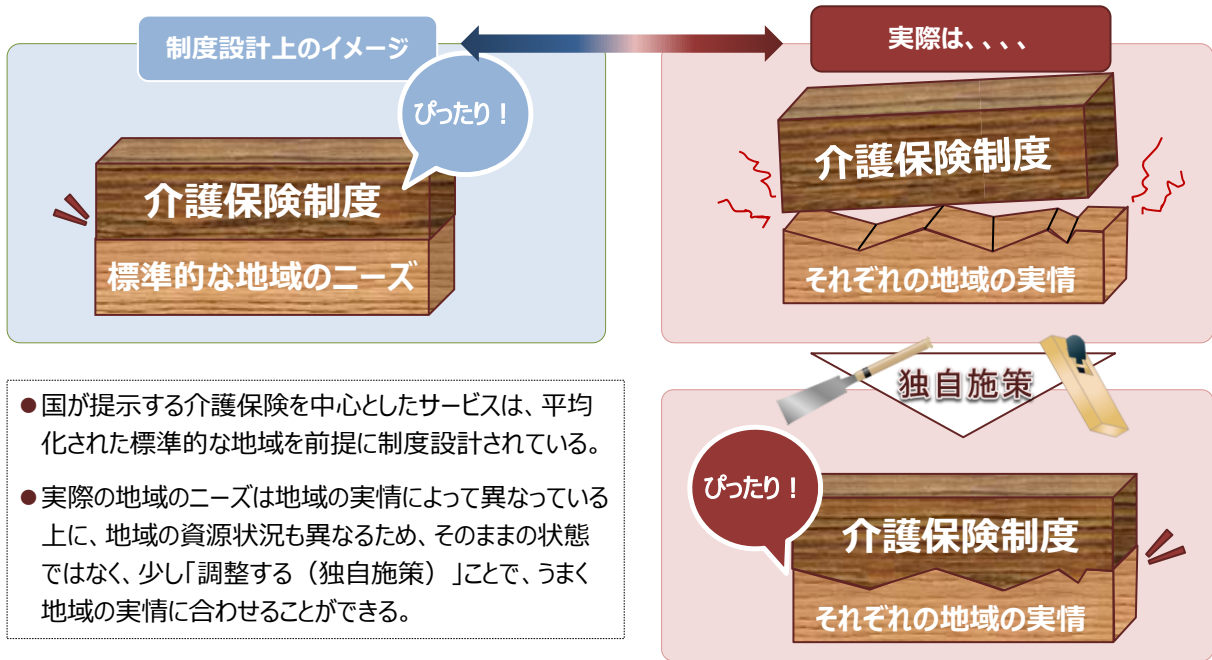 制度設計上のイメージ
ぴったり！
介護保険制度
標準的な地域のニーズ
実際は、、、、
介護保険制度
それぞれの地域の実情
独自施策
ぴったり！
介護保険制度
それぞれの地域の実情
●国が提示する介護保険を中心としたサービスは、平均
化された標準的な地域を前提に制度設計されている。
●実際の地域のニーズは地域の実情によって異なっている
上に、地域の資源状況も異なるため、そのままの状態
ではなく、少し「調整する（独自施策）」ことで、うまく
地域の実情に合わせることができる。